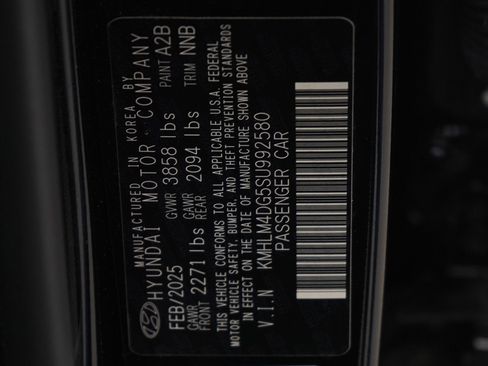 MANUFACTURED IN KOREA BY
HYUNDAI MOTOR COMPANY
FEB/2025 GVWR 3858 lbs PAINT A2B
GAWR FRONT 2271 lbs GAWR REAR 2094 lbs TRIM NNB
THIS VEHICLE CONFORMS TO ALL APPLICABLE U.S.A. FEDERAL
MOTOR VEHICLE SAFETY, BUMPER, AND THEFT PREVENTION STANDARDS
IN EFFECT ON THE DATE OF MANUFACTURE SHOWN ABOVE
V.I.N KMHLM4DG5SU992580
PASSENGER CAR